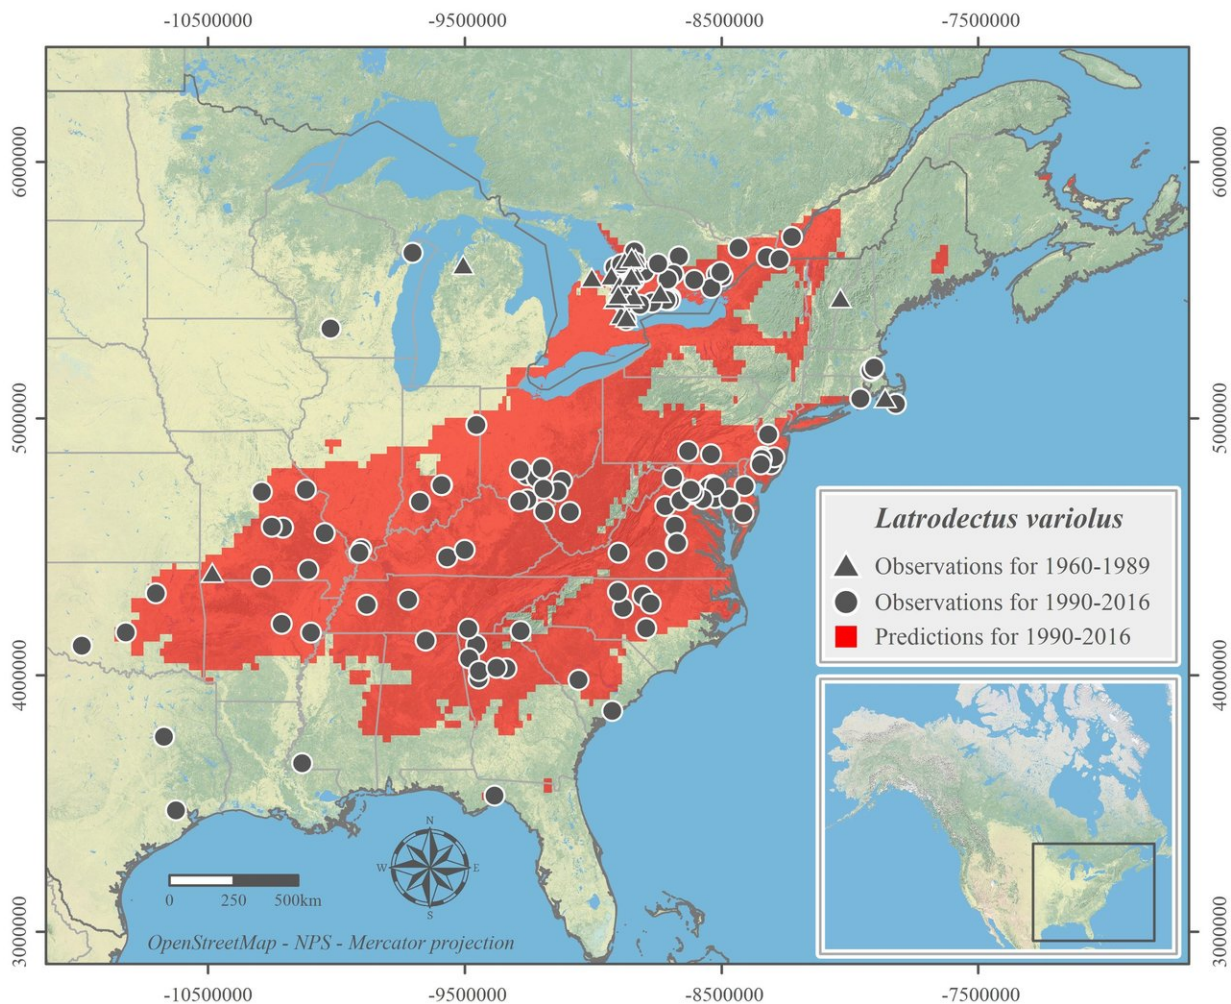 -10500000 -9500000 -8500000 -7500000
6000000 6000000
5000000 5000000
Latrodectus variolus
Observations for 1960-1989
Observations for 1990-2016
Predictions for 1990-2016
4000000 4000000
N
W E
S
0 250 500km
OpenStreetMap - NPS - Mercator projection
3000000 3000000
-10500000 -9500000 -8500000 -7500000